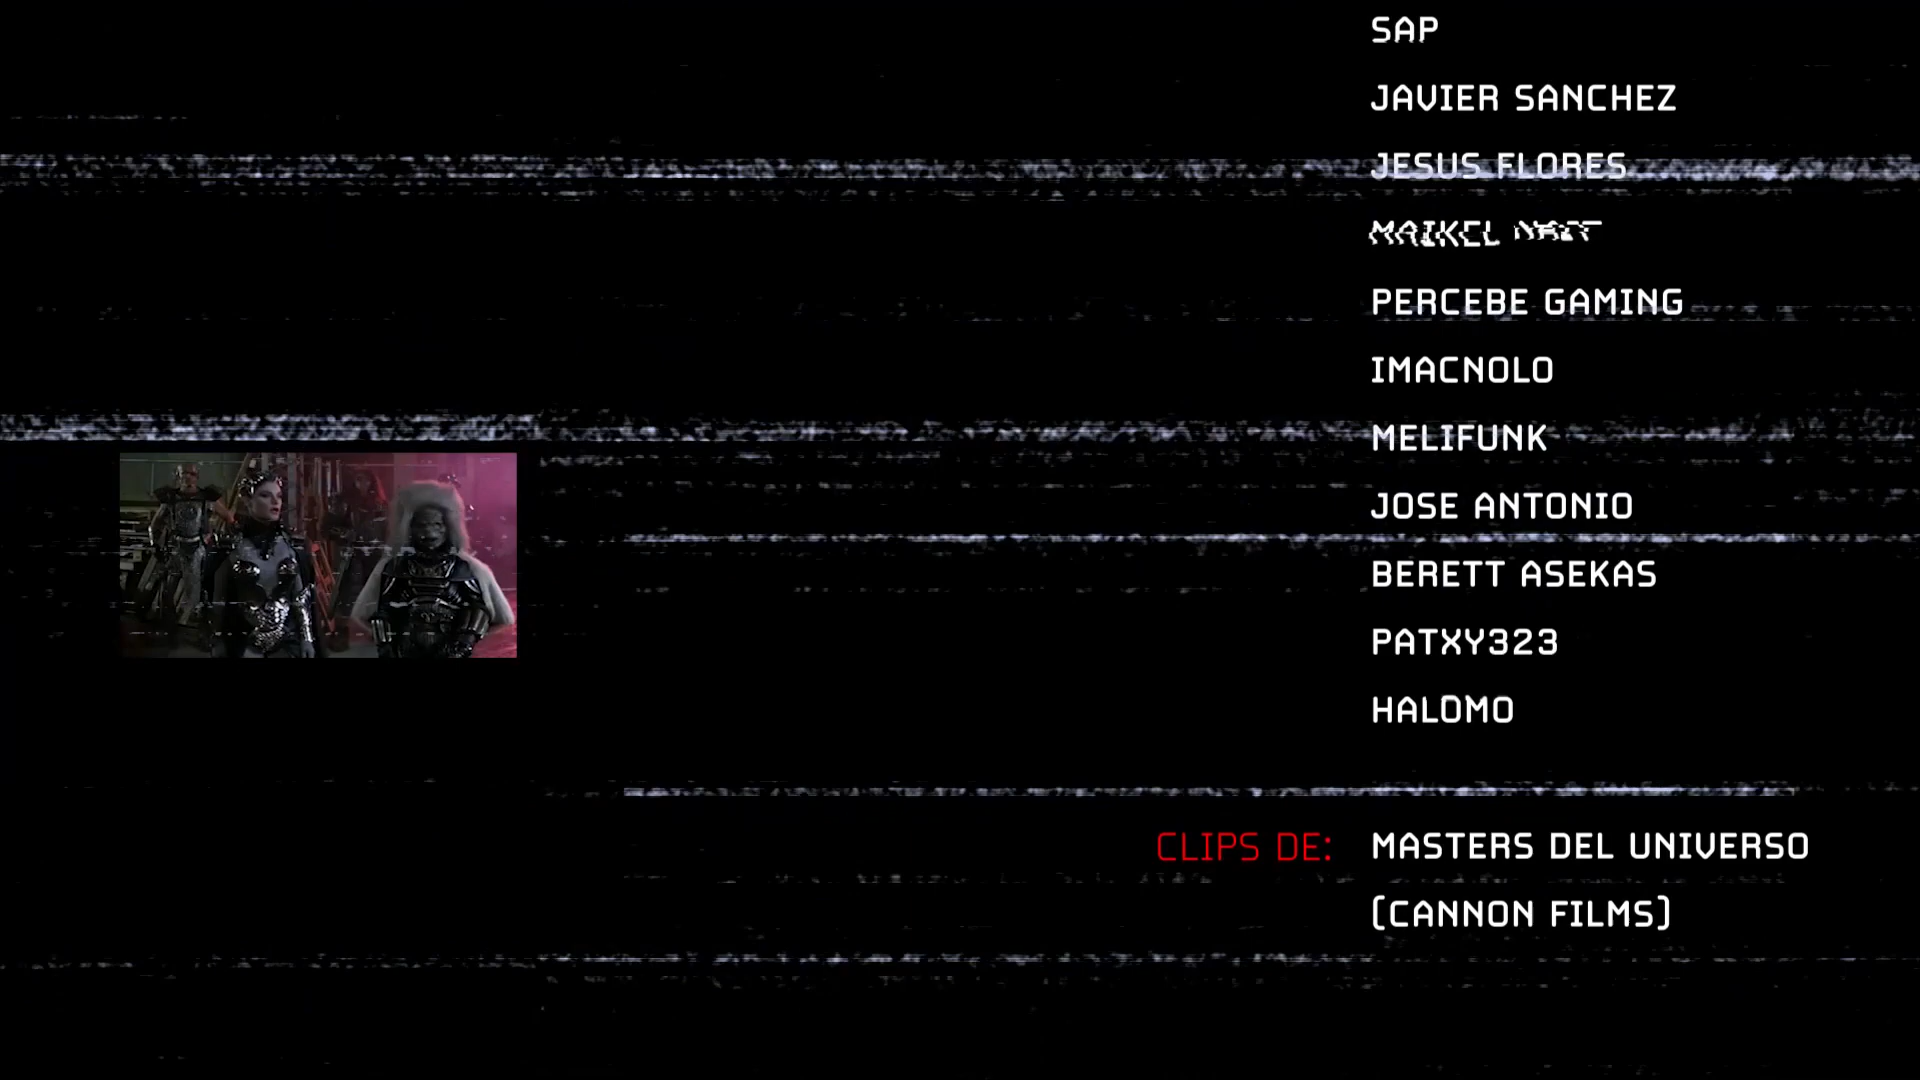 SAP
JAVIER SANCHEZ
JESUS FLORES
MAIKEL
PERCEBE GAMING
IMACNOLO
MELIFUNK
JOSE ANTONIO
BERETT ASEKAS
PATXY323
HALOMO
CLIPS DE: MASTERS DEL UNIVERSO
(CANNON FILMS)